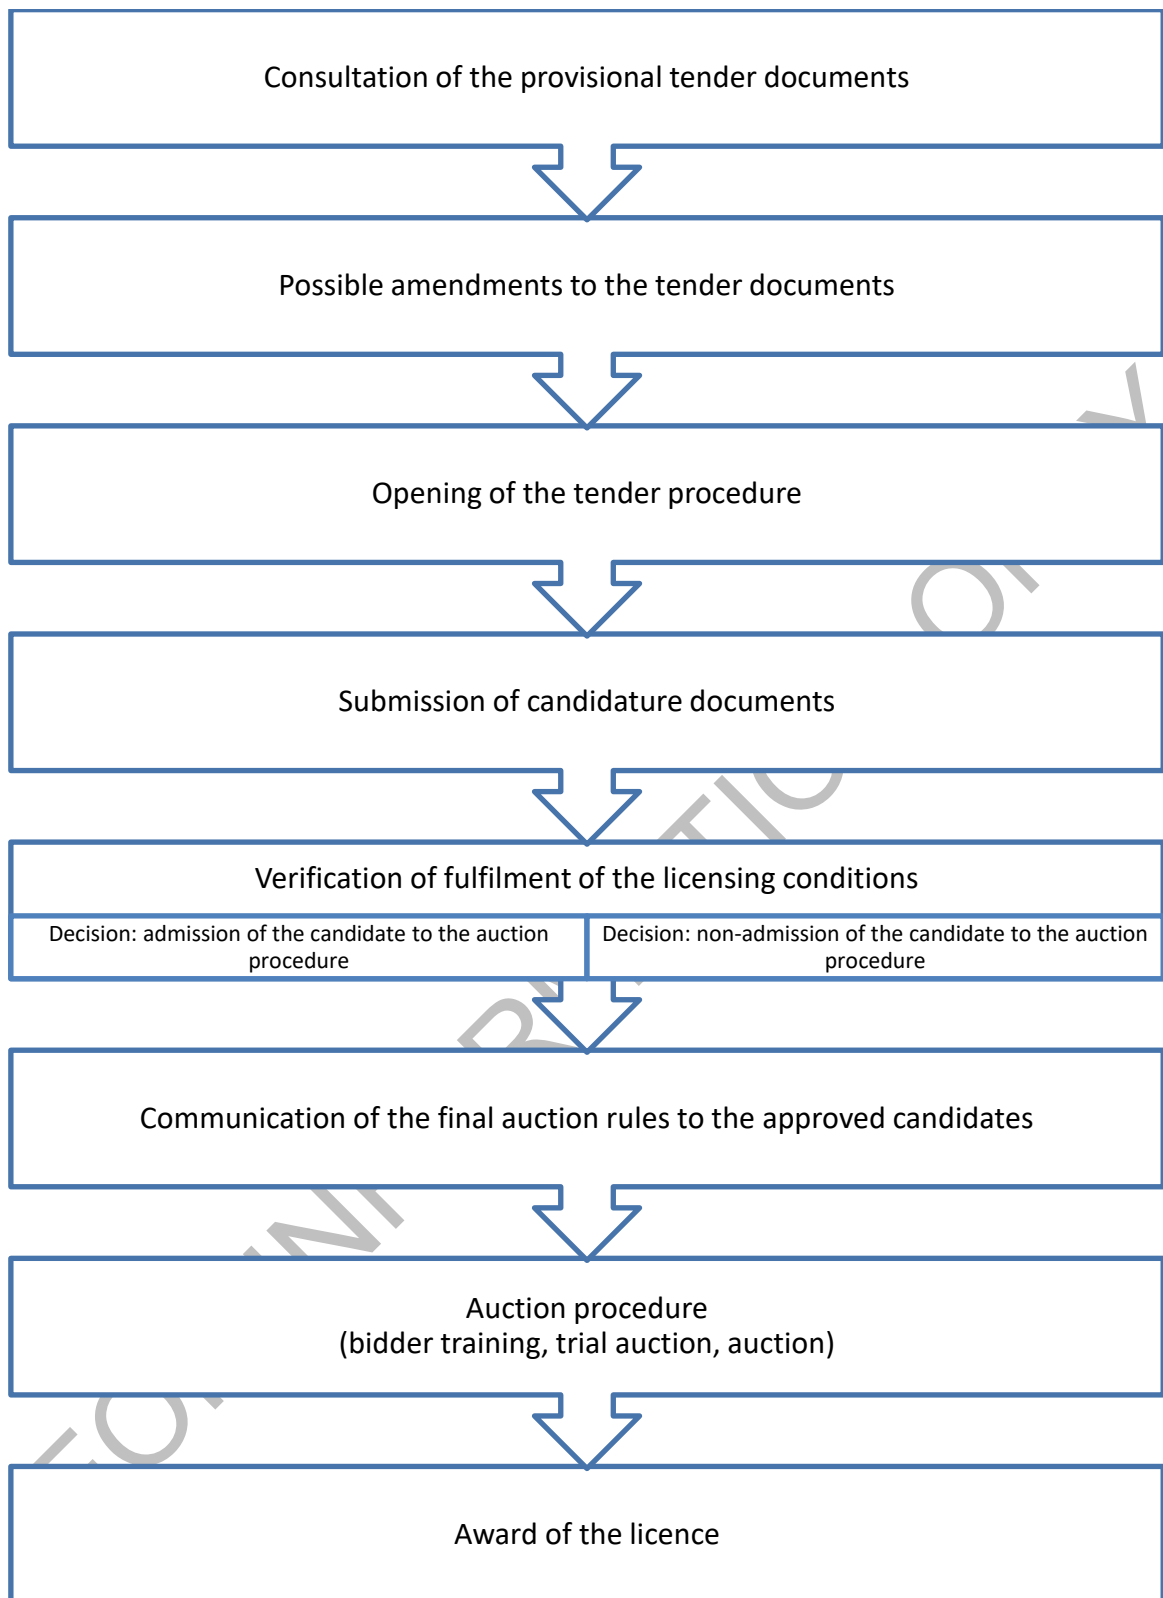 Consultation of the provisional tender documents
Possible amendments to the tender documents
Opening of the tender procedure
Submission of candidature documents
Verification of fulfilment of the licensing conditions
Decision: admission of the candidate to the auction
procedure
Decision: non-admission of the candidate to the auction
procedure
Communication of the final auction rules to the approved candidates
Auction procedure
(bidder training, trial auction, auction)
Award of the licence